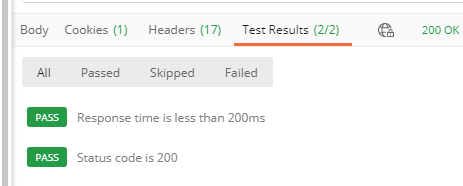 Body Cookies (1) Headers (17) Test Results (2/2) 200 OK
All Passed Skipped Failed
PASS Response time is less than 200ms
PASS Status code is 200